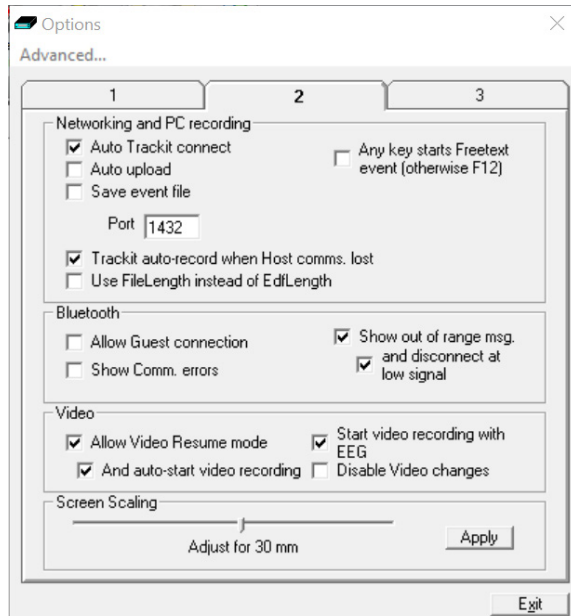 Options
Advanced...
1 2 3
Networking and PC recording
Auto Trackit connect
Auto upload
Save event file
Any key starts Freetext
event (otherwise F12)
Port 1432
Trackit auto-record when Host comms. lost
Use FileLength instead of EdfLength
Bluetooth
Allow Guest connection
Show Comm. errors
Show out of range msg.
and disconnect at
low signal
Video
Allow Video Resume mode
And auto-start video recording
Start video recording with
EEG
Disable Video changes
Screen Scaling
Adjust for 30 mm
Apply
Exit